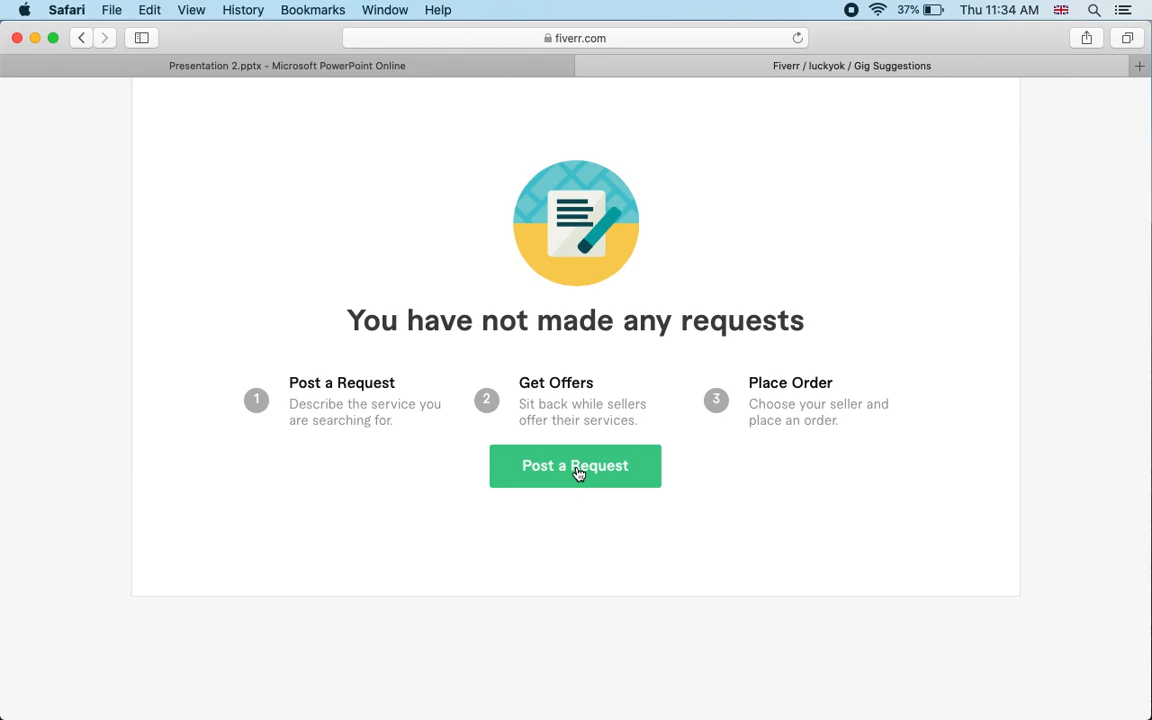 Safari File Edit View History Bookmarks Window Help 37% Thu 11:34 AM
fiverr.com
Presentation 2.pptx - Microsoft PowerPoint Online
Fiverr / luckyok / Gig Suggestions
You have not made any requests
1
Post a Request
Describe the service you
are searching for.
2
Get Offers
Sit back while sellers
offer their services.
3
Place Order
Choose your seller and
place an order.
Post a Request